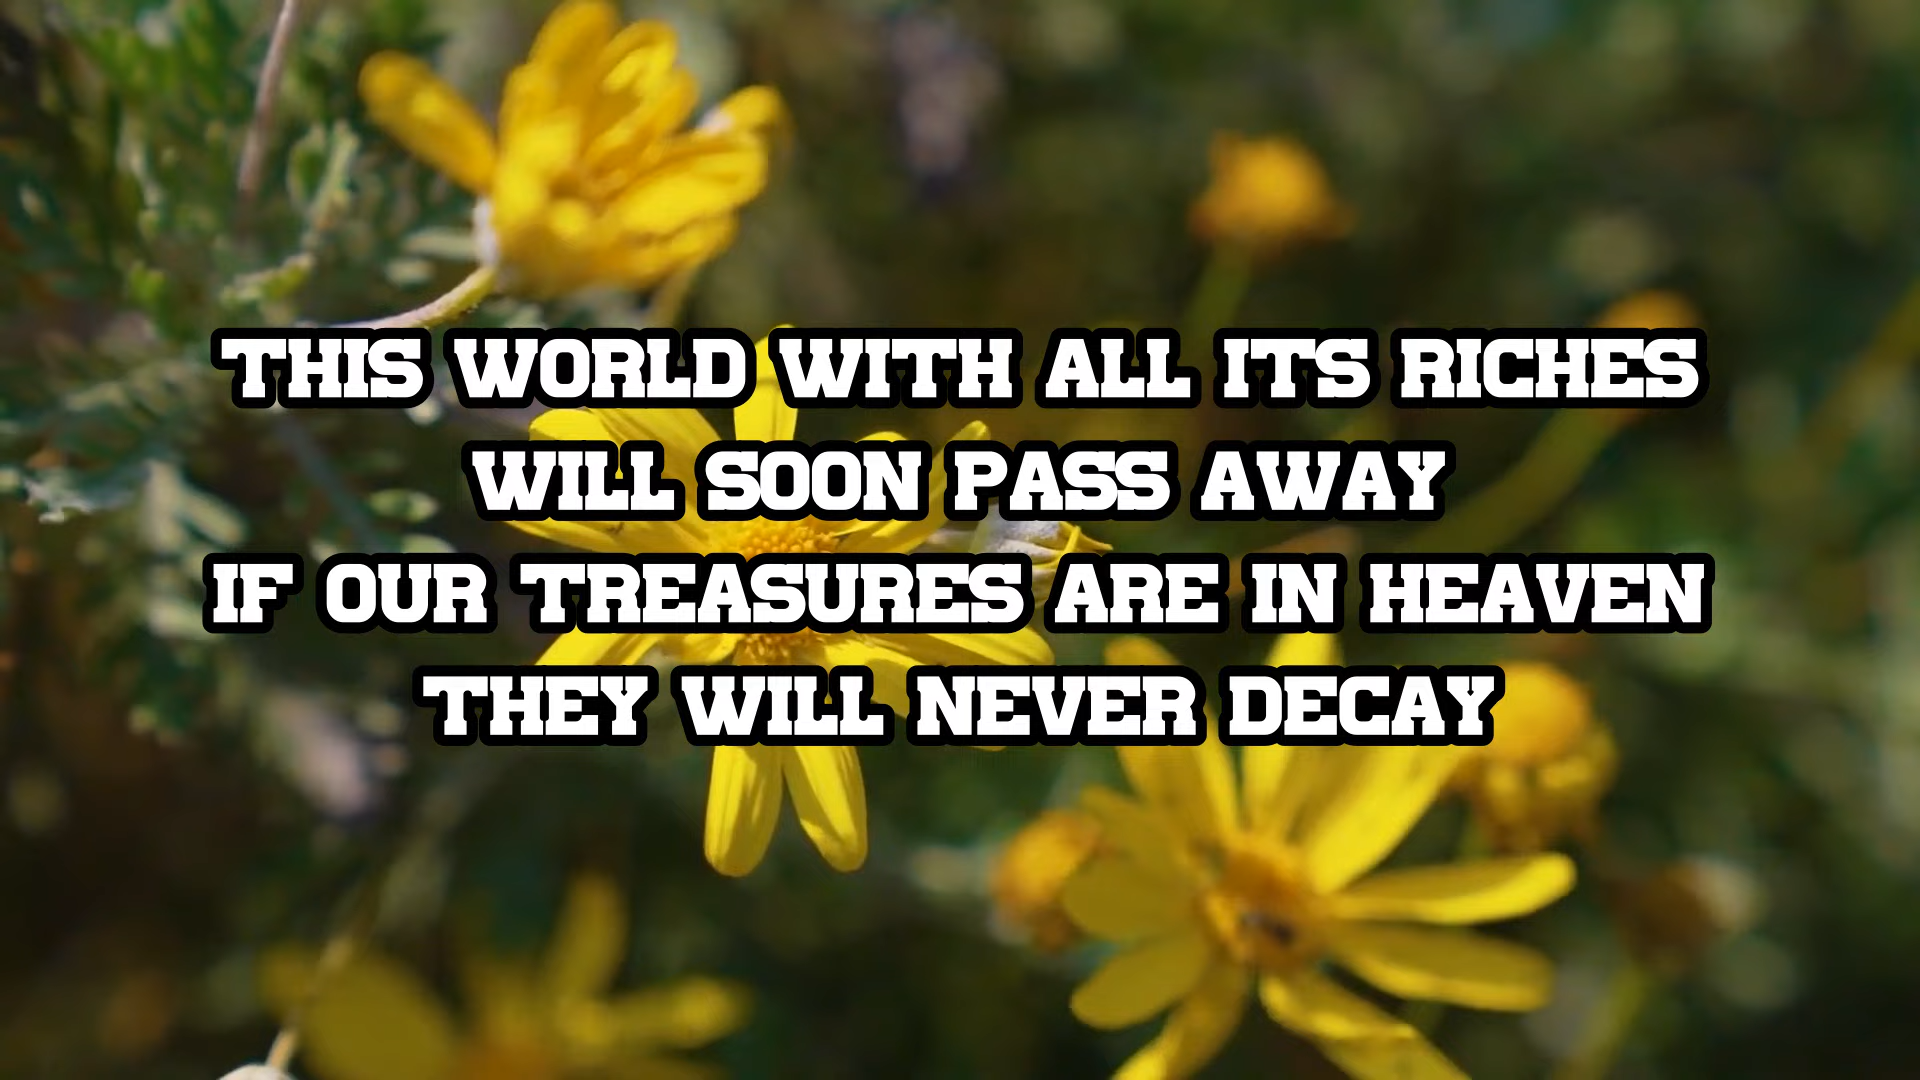 THIS WORLD WITH ALL ITS RICHES
WILL SOON PASS AWAY
IF OUR TREASURES ARE IN HEAVEN
THEY WILL NEVER DECAY